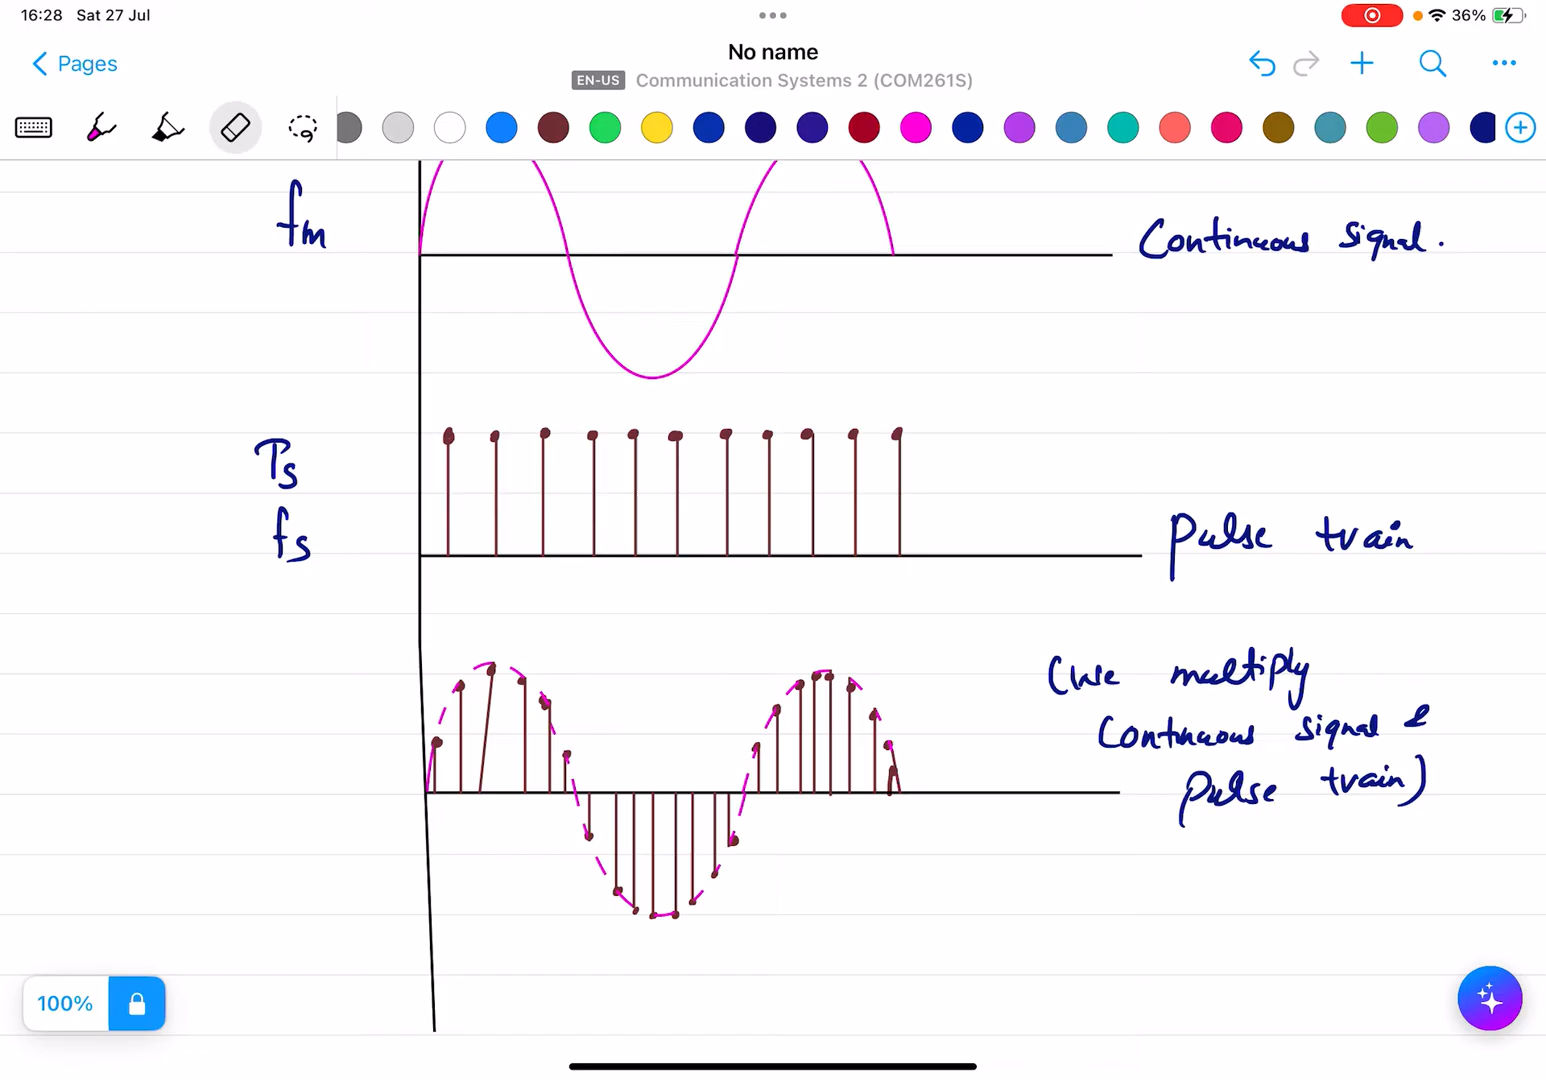 16:28 Sat 27 Jul
36%
Pages
No name
EN-US Communication Systems 2 (COM261S)
fm
Continuous signal.
Ts
fs
pulse train
(we multiply
Continuous signal &
pulse train)
100%